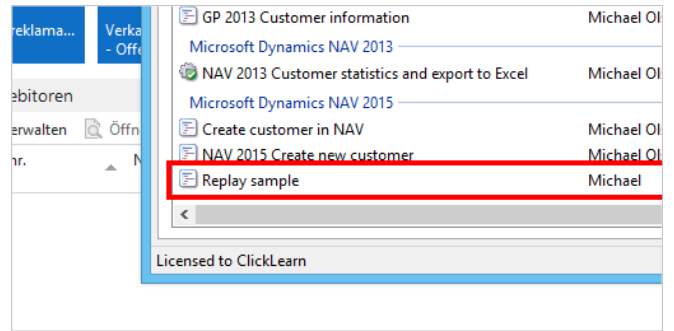 GP 2013 Customer information Michael Ol
Microsoft Dynamics NAV 2013
NAV 2013 Customer statistics and export to Excel Michael Ol
Microsoft Dynamics NAV 2015
Create customer in NAV Michael Ol
NAV 2015 Create new customer Michael Ol
Replay sample Michael
Licensed to ClickLearn
reklama...
Verka
- Offe
ebitoren
erwalten Öffn
nr. N